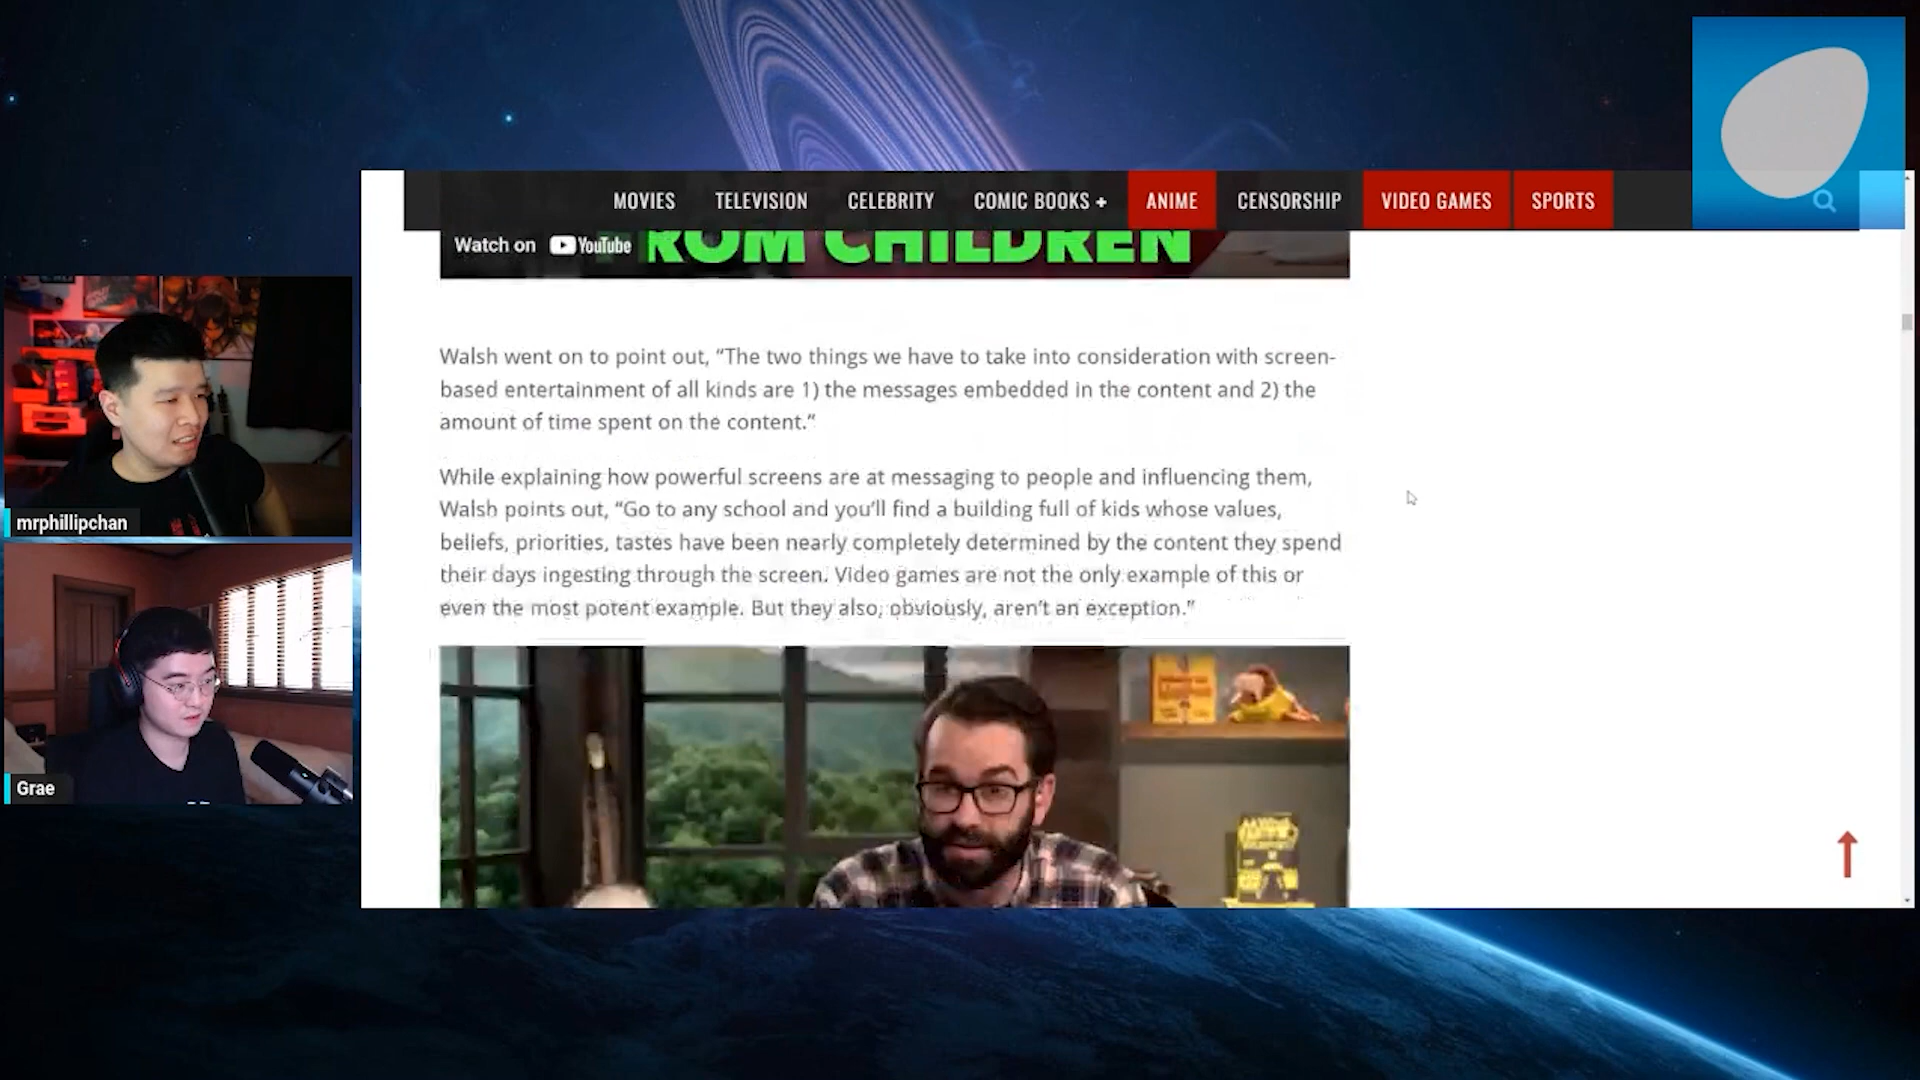 MOVIES TELEVISION CELEBRITY COMIC BOOKS + ANIME CENSORSHIP VIDEO GAMES SPORTS
Watch on YouTube ROM CHILDREN
Walsh went on to point out, “The two things we have to take into consideration with screen-
based entertainment of all kinds are 1) the messages embedded in the content and 2) the
amount of time spent on the content.”
While explaining how powerful screens are at messaging to people and influencing them,
Walsh points out, “Go to any school and you’ll find a building full of kids whose values,
beliefs, priorities, tastes have been nearly completely determined by the content they spend
their days ingesting through the screen. Video games are not the only example of this or
even the most potent example. But they also, obviously, aren’t an exception.”
mrphillipchan
Grae